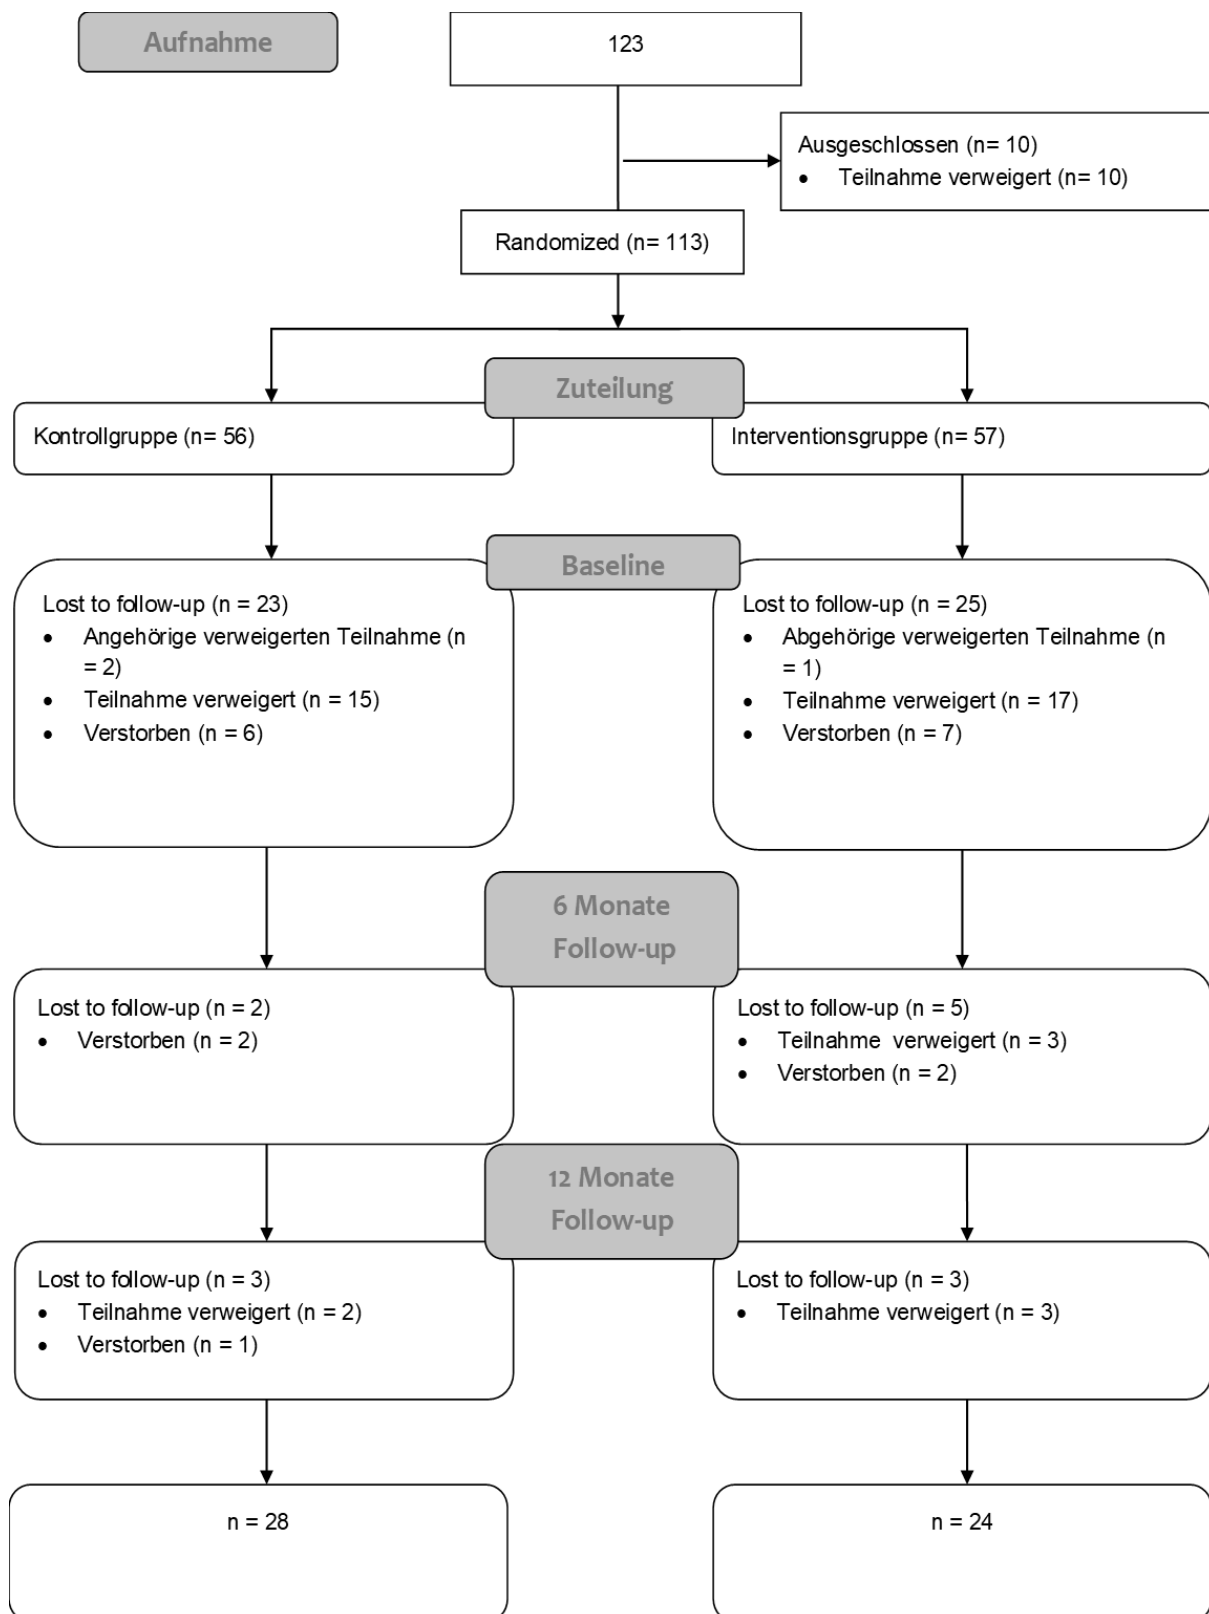 Aufnahme
123
Ausgeschlossen (n= 10)
• Teilnahme verweigert (n= 10)
Randomized (n= 113)
Zuteilung
Kontrollgruppe (n= 56)
Interventionsgruppe (n= 57)
Baseline
Lost to follow-up (n = 23)
• Angehörige verweigerten Teilnahme (n
= 2)
• Teilnahme verweigert (n = 15)
• Verstorben (n = 6)
Lost to follow-up (n = 25)
• Abgehörige verweigerten Teilnahme (n
= 1)
• Teilnahme verweigert (n = 17)
• Verstorben (n = 7)
6 Monate
Follow-up
Lost to follow-up (n = 2)
• Verstorben (n = 2)
Lost to follow-up (n = 5)
• Teilnahme  verweigert (n = 3)
• Verstorben (n = 2)
12 Monate
Follow-up
Lost to follow-up (n = 3)
• Teilnahme verweigert (n = 2)
• Verstorben (n = 1)
Lost to follow-up (n = 3)
• Teilnahme verweigert (n = 3)
n = 28
n = 24